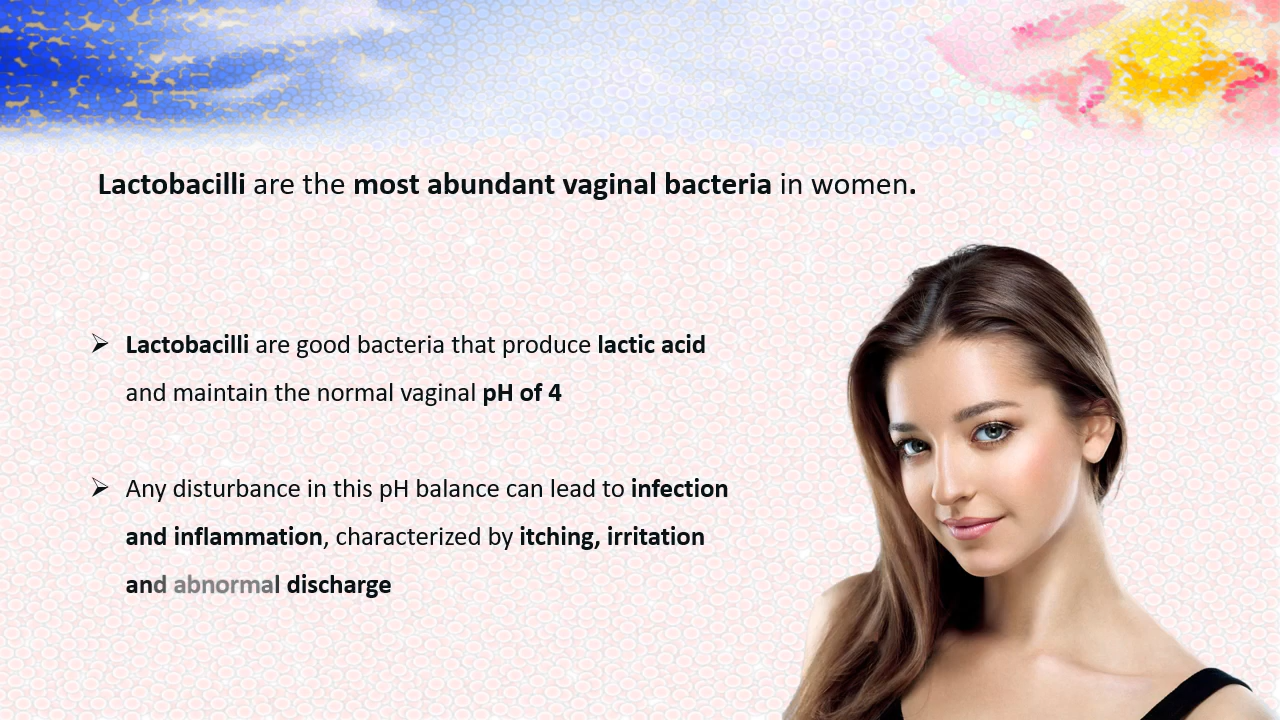 Lactobacilli are the most abundant vaginal bacteria in women.
➢ Lactobacilli are good bacteria that produce lactic acid
and maintain the normal vaginal pH of 4
➢ Any disturbance in this pH balance can lead to infection
and inflammation, characterized by itching, irritation
and abnormal discharge